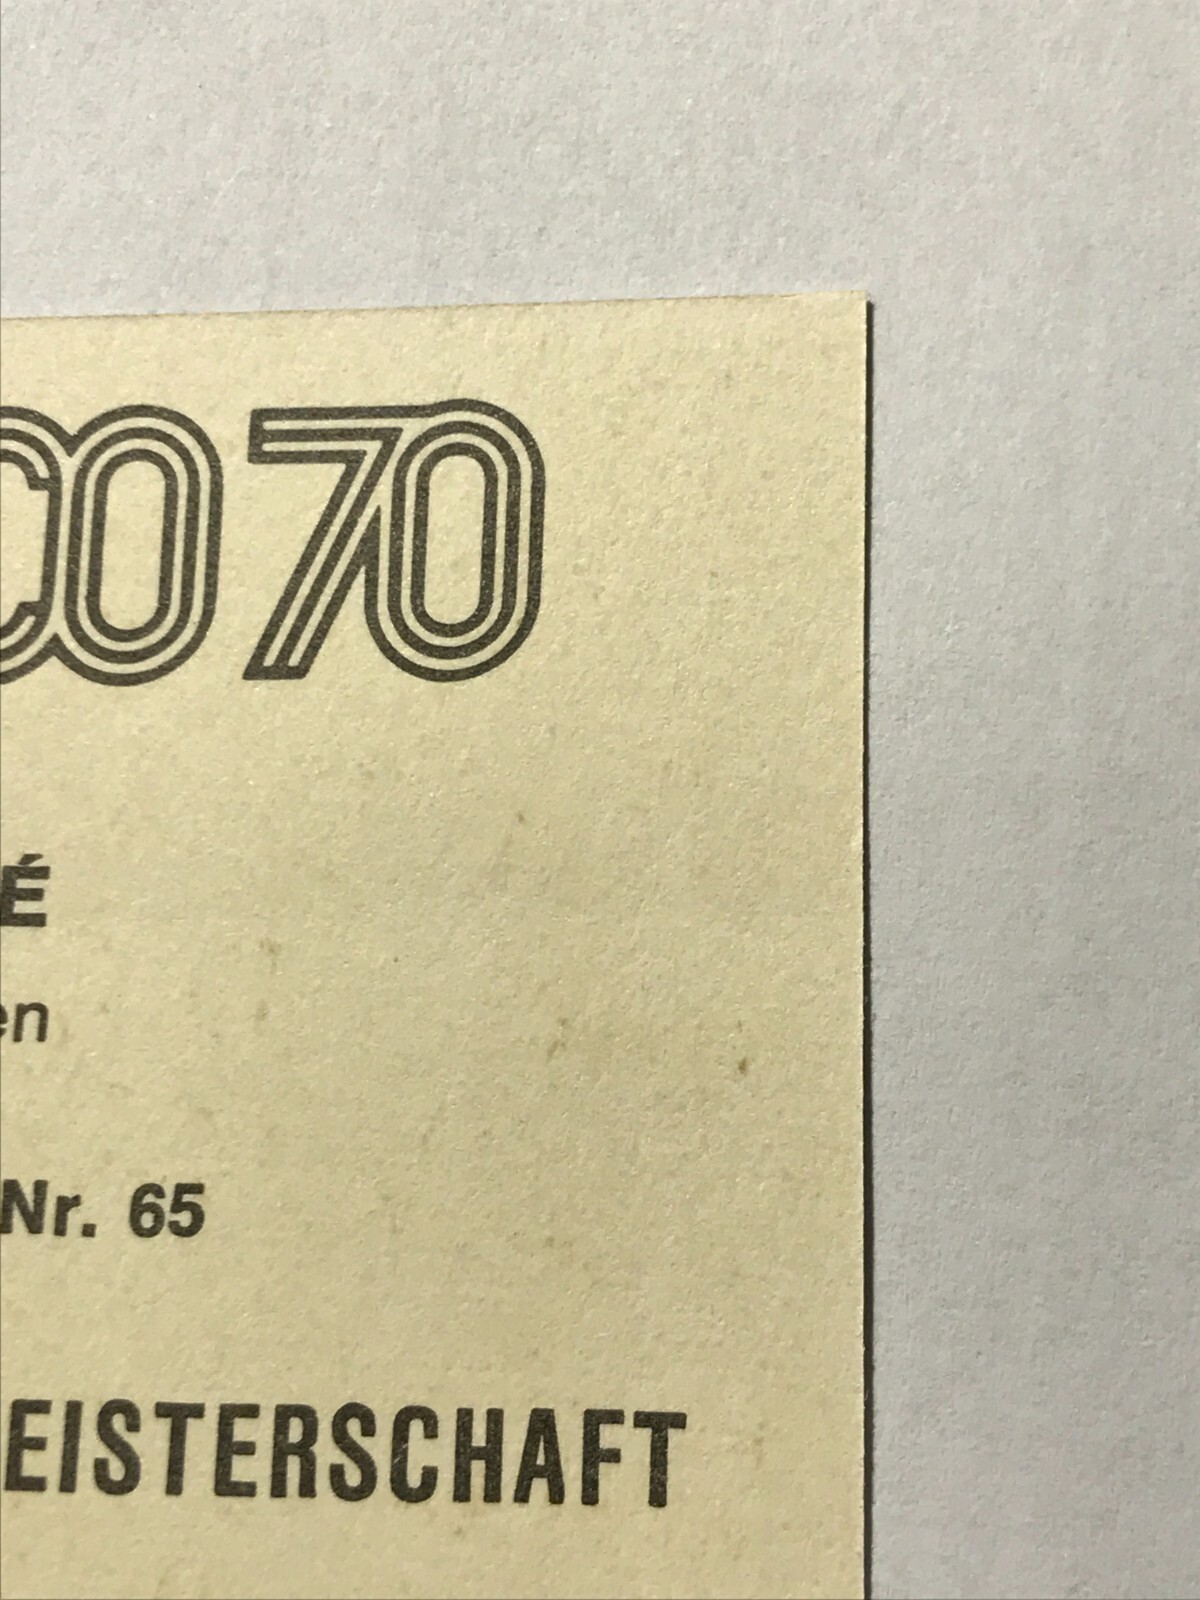 CO 70
É
en
Nr. 65
EISTERSCHAFT